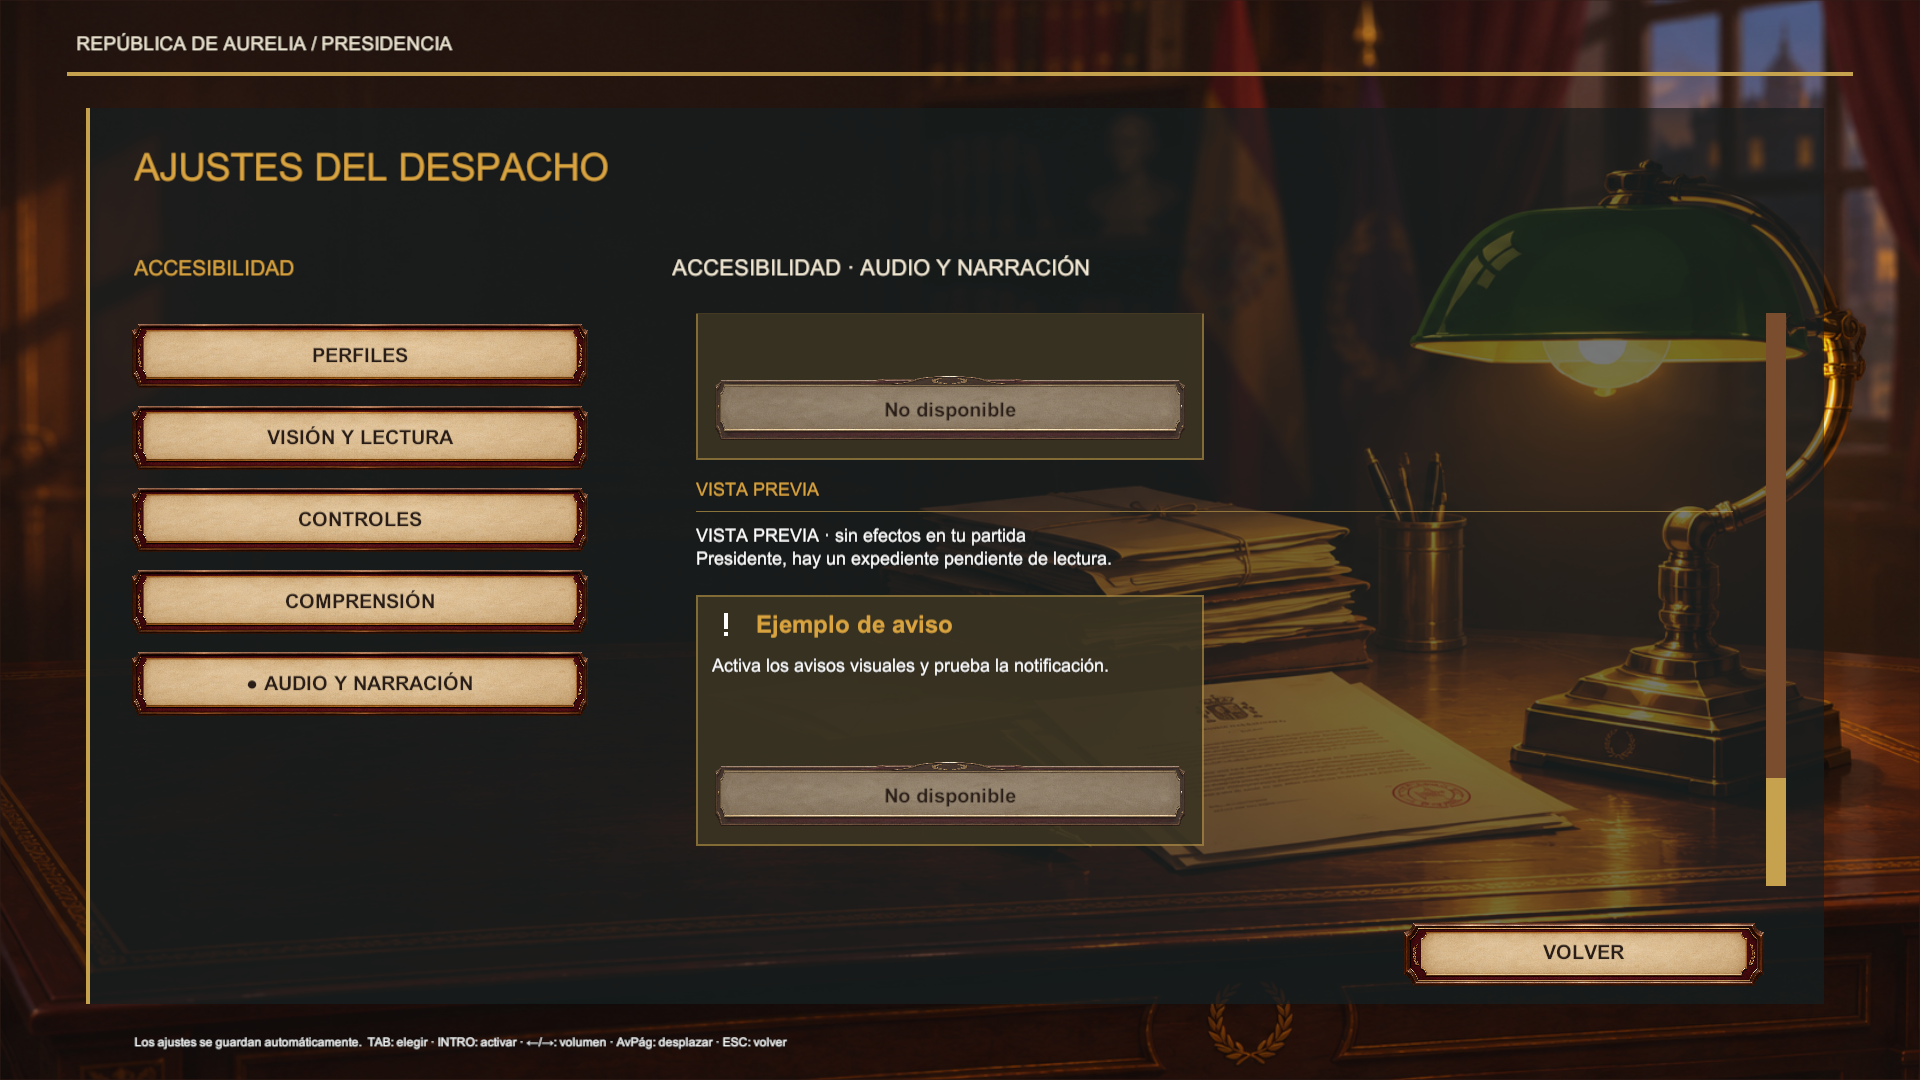 REPÚBLICA DE AURELIA / PRESIDENCIA
AJUSTES DEL DESPACHO
ACCESIBILIDAD
PERFILES
VISIÓN Y LECTURA
CONTROLES
COMPRENSIÓN
● AUDIO Y NARRACIÓN
ACCESIBILIDAD · AUDIO Y NARRACIÓN
No disponible
VISTA PREVIA
VISTA PREVIA · sin efectos en tu partida
Presidente, hay un expediente pendiente de lectura.
! Ejemplo de aviso
Activa los avisos visuales y prueba la notificación.
No disponible
VOLVER
Los ajustes se guardan automáticamente. TAB: elegir · INTRO: activar · ←/→: volumen · AvPág: desplazar · ESC: volver